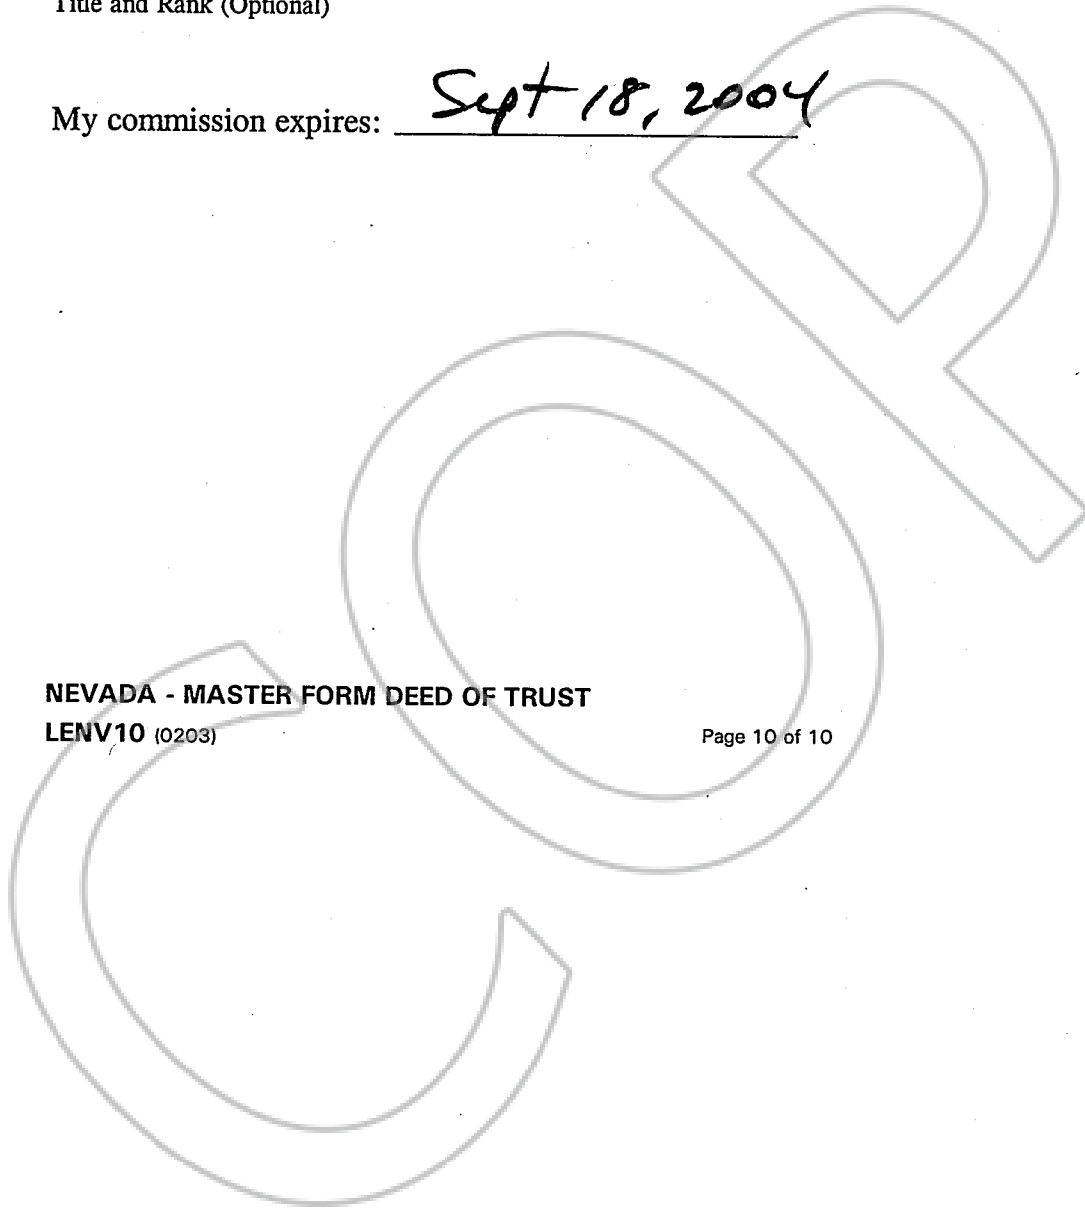 Title and Rank (Optional)
My commission expires: Sept 18, 2004
NEVADA - MASTER FORM DEED OF TRUST
LENV10 (0203)
Page 10 of 10
COP